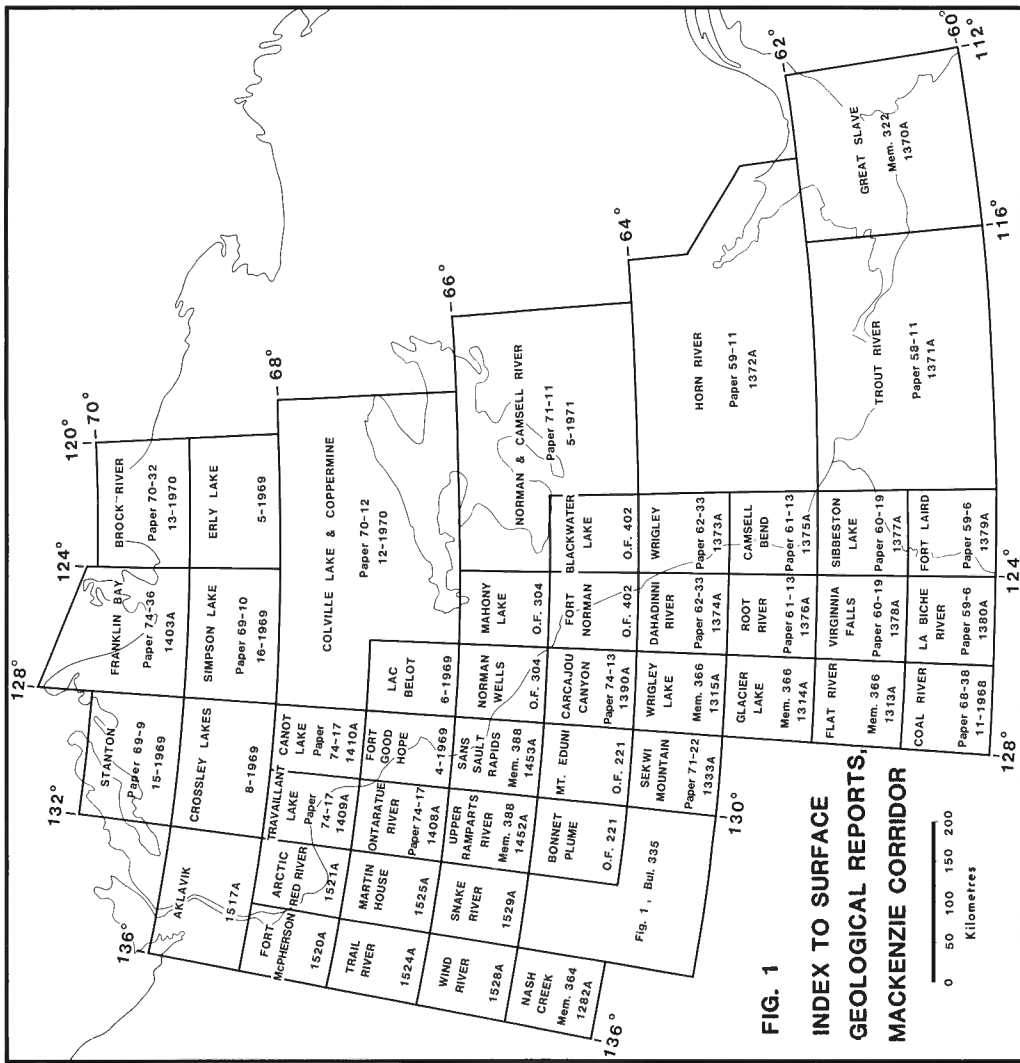 136°
132°
128°
124°
120°
70°
68°
66°
64°
62°
60°
112°
116°
124°
128°
130°
136°
AKLAVIK
1517A
STANTON
Paper 69-9
15-1969
FRANKLIN BAY
Paper 74-36
1403A
BROCK RIVER
Paper 70-32
13-1970
CROSSLEY LAKES
8-1969
SIMPSON LAKE
Paper 69-10
16-1969
ERLY LAKE
5-1969
FORT
McPHERSON
1520A
ARCTIC
RED RIVER
1521A
TRAVAILLANT
LAKE
Paper
74-17
1409A
CANOT
LAKE
Paper
74-17
1410A
COLVILLE LAKE & COPPERMINE
Paper 70-12
12-1970
TRAIL
RIVER
1524A
MARTIN
HOUSE
1525A
ONTARATUE
RIVER
Paper 74-17
1408A
FORT
GOOD
HOPE
4-1969
LAC
BELOT
6-1969
WIND
RIVER
1528A
SNAKE
RIVER
1529A
UPPER
RAMPARTS
RIVER
Mem. 388
1452A
SANS
SAULT
RAPIDS
Mem. 388
1453A
NORMAN
WELLS
O.F. 304
MAHONY
LAKE
O.F. 304
NORMAN & CAMSELL RIVER
Paper 71-11
5-1971
NASH
CREEK
Mem. 364
1282A
BONNET
PLUME
O.F. 221
MT. EDUNI
O.F. 221
CARCAJOU
CANYON
Paper 74-13
1390A
FORT
NORMAN
O.F. 402
BLACKWATER
LAKE
O.F. 402
Fig. 1 , Bul. 335
SEKWI
MOUNTAIN
Paper 71-22
1333A
WRIGLEY
LAKE
Mem. 366
1315A
DAHADINNI
RIVER
Paper 62-33
1374A
WRIGLEY
Paper 62-33
1373A
HORN RIVER
Paper 59-11
1372A
GLACIER
LAKE
Mem. 366
1314A
ROOT
RIVER
Paper 61-13
1376A
CAMSELL
BEND
Paper 61-13
1375A
FLAT RIVER
Mem. 366
1313A
VIRGINNIA
FALLS
Paper 60-19
1378A
SIBBESTON
LAKE
Paper 60-19
1377A
TROUT RIVER
Paper 58-11
1371A
GREAT SLAVE
Mem. 322
1370A
COAL RIVER
Paper 68-38
11-1968
LA BICHE
RIVER
Paper 59-6
1380A
FORT LAIRD
Paper 59-6
1379A
FIG. 1
INDEX TO SURFACE
GEOLOGICAL REPORTS,
MACKENZIE CORRIDOR
0 50 100 150 200
Kilometres